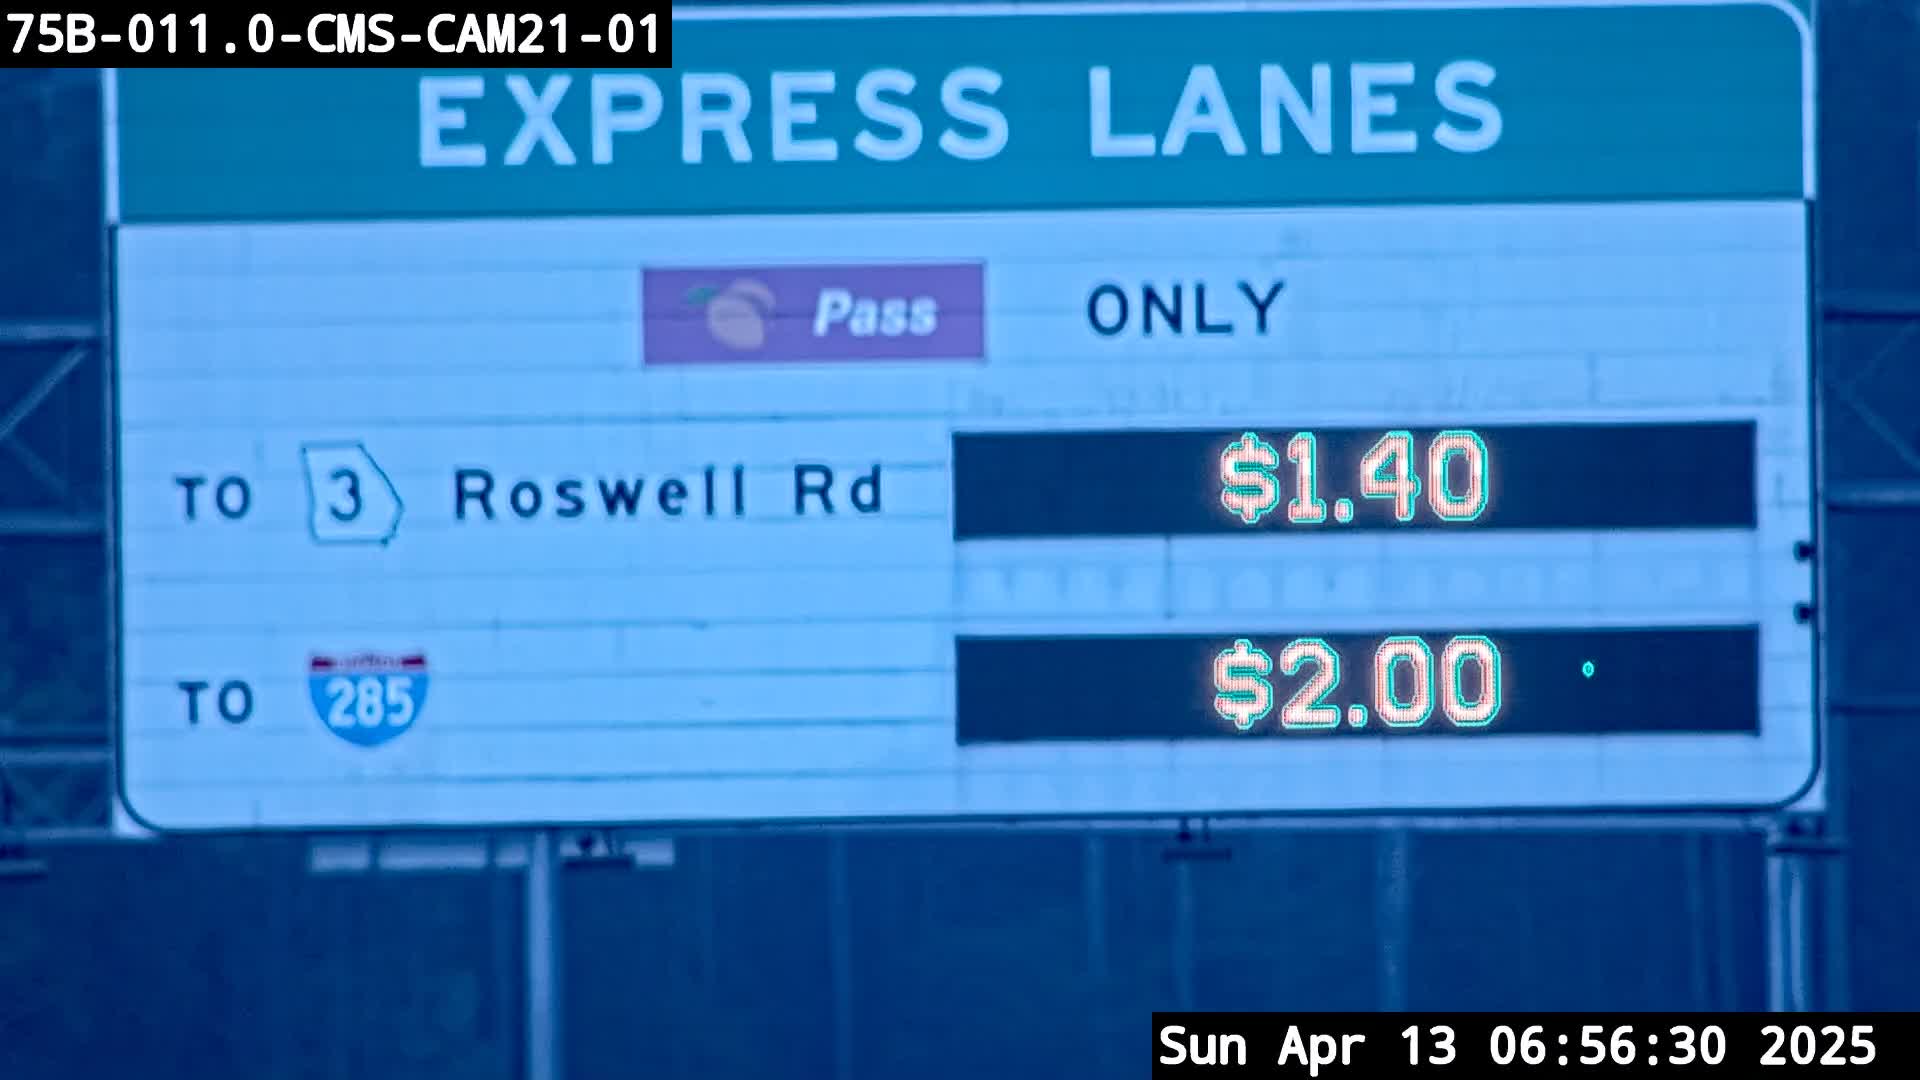 75B-011.0-CMS-CAM21-01
EXPRESS LANES
Pass ONLY
TO 3 Roswell Rd $1.40
TO 285 $2.00
Sun Apr 13 06:56:30 2025